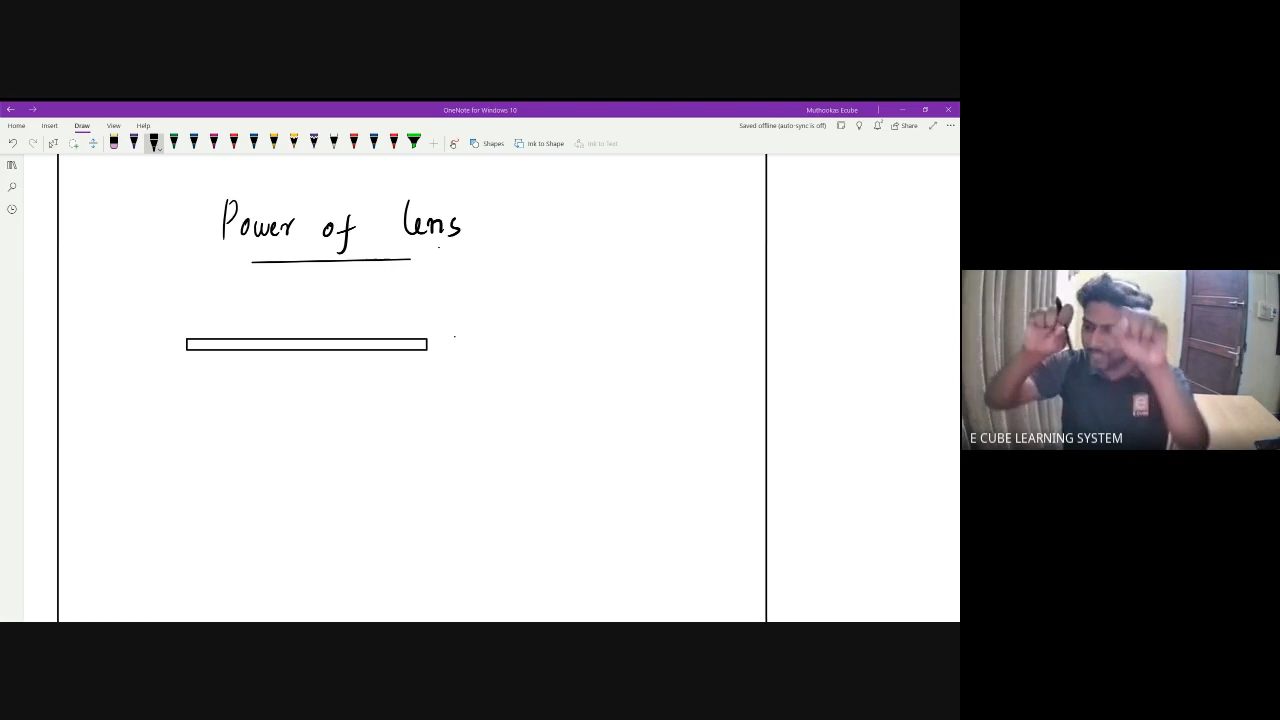 OneNote for Windows 10
Muthookas Ecube
Home Insert Draw View Help
Saved offline (auto-sync is off)
Share
Shapes
Ink to Shape
Ink to Text
Power of lens
E CUBE
E CUBE LEARNING SYSTEM